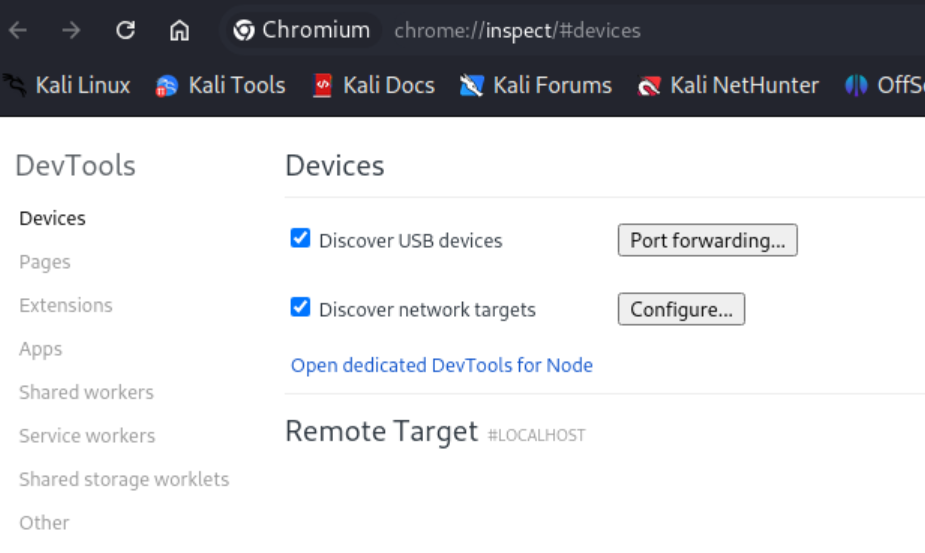 Chromium chrome://inspect/#devices
Kali Linux Kali Tools Kali Docs Kali Forums Kali NetHunter
DevTools
Devices
Pages
Extensions
Apps
Shared workers
Service workers
Shared storage worklets
Other
Devices
Discover USB devices Port forwarding...
Discover network targets Configure...
Open dedicated DevTools for Node
Remote Target #LOCALHOST